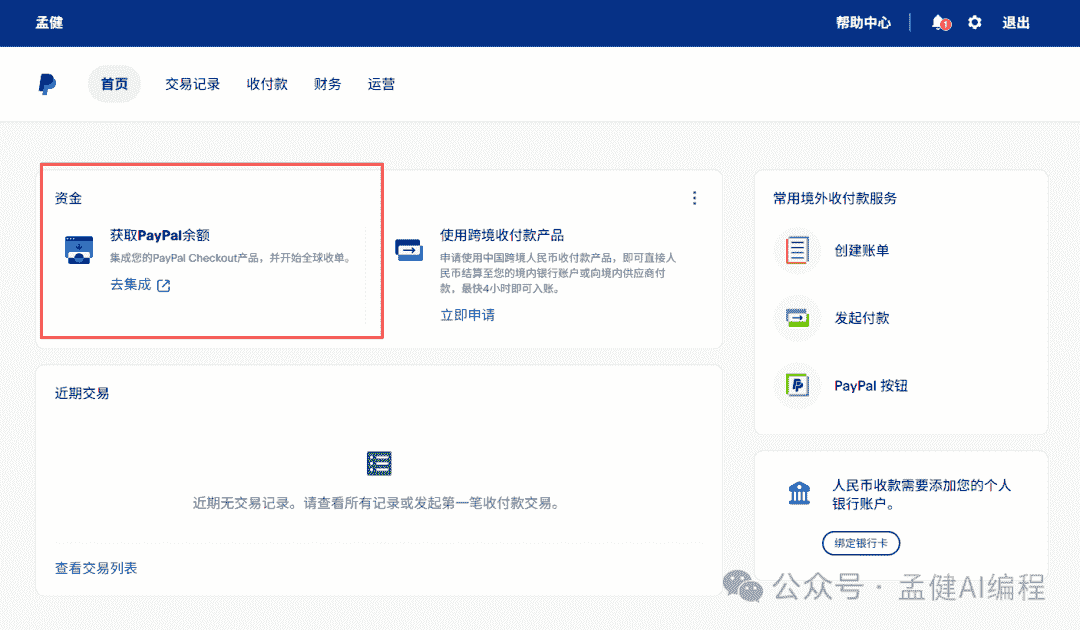 孟健
帮助中心
1
退出
首页
交易记录
收付款
财务
运营
资金
获取PayPal余额
集成您的PayPal Checkout产品，并开始全球收单。
去集成
使用跨境收付款产品
申请使用中国跨境人民币收付款产品，即可直接人
民币结算至您的境内银行账户或向境内供应商付
款，最快4小时即可入账。
立即申请
近期交易
近期无交易记录。请查看所有记录或发起第一笔收付款交易。
查看交易列表
常用境外收付款服务
创建账单
发起付款
PayPal 按钮
人民币收款需要添加您的个人
银行账户。
绑定银行卡
公众号 · 孟健AI编程